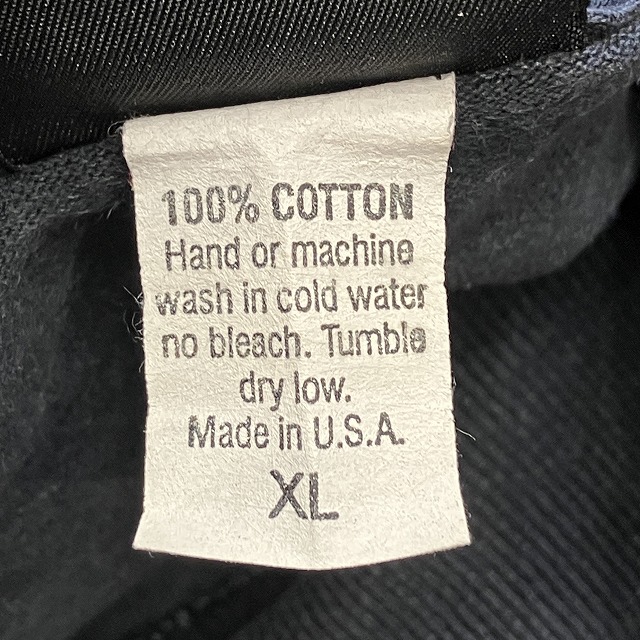 100% COTTON
Hand or machine
wash in cold water
no bleach. Tumble
dry low.
Made in U.S.A.
XL